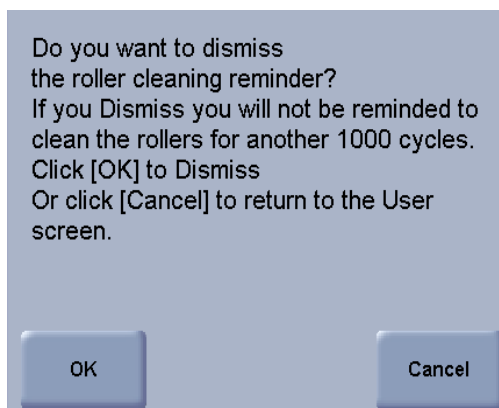 Do you want to dismiss
the roller cleaning reminder?
If you Dismiss you will not be reminded to
clean the rollers for another 1000 cycles.
Click [OK] to Dismiss
Or click [Cancel] to return to the User
screen.
OK
Cancel